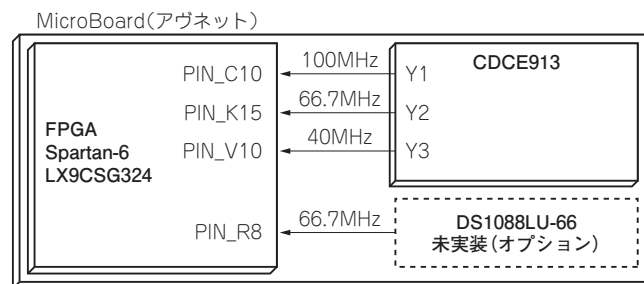 MicroBoard(アヴネット)
FPGA
Spartan-6
LX9CSG324
PIN_C10
PIN_K15
PIN_V10
PIN_R8
100MHz
66.7MHz
40MHz
66.7MHz
CDCE913
Y1
Y2
Y3
DS1088LU-66
未実装(オプション)